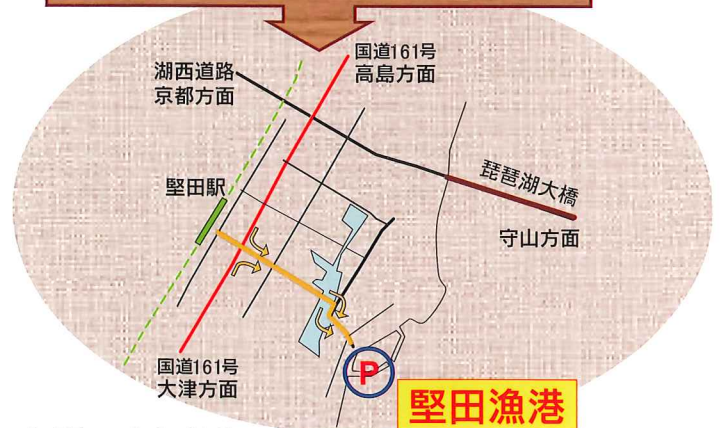 国道161号
高島方面
湖西道路
京都方面
堅田駅
琵琶湖大橋
守山方面
国道161号
大津方面
P
堅田漁港